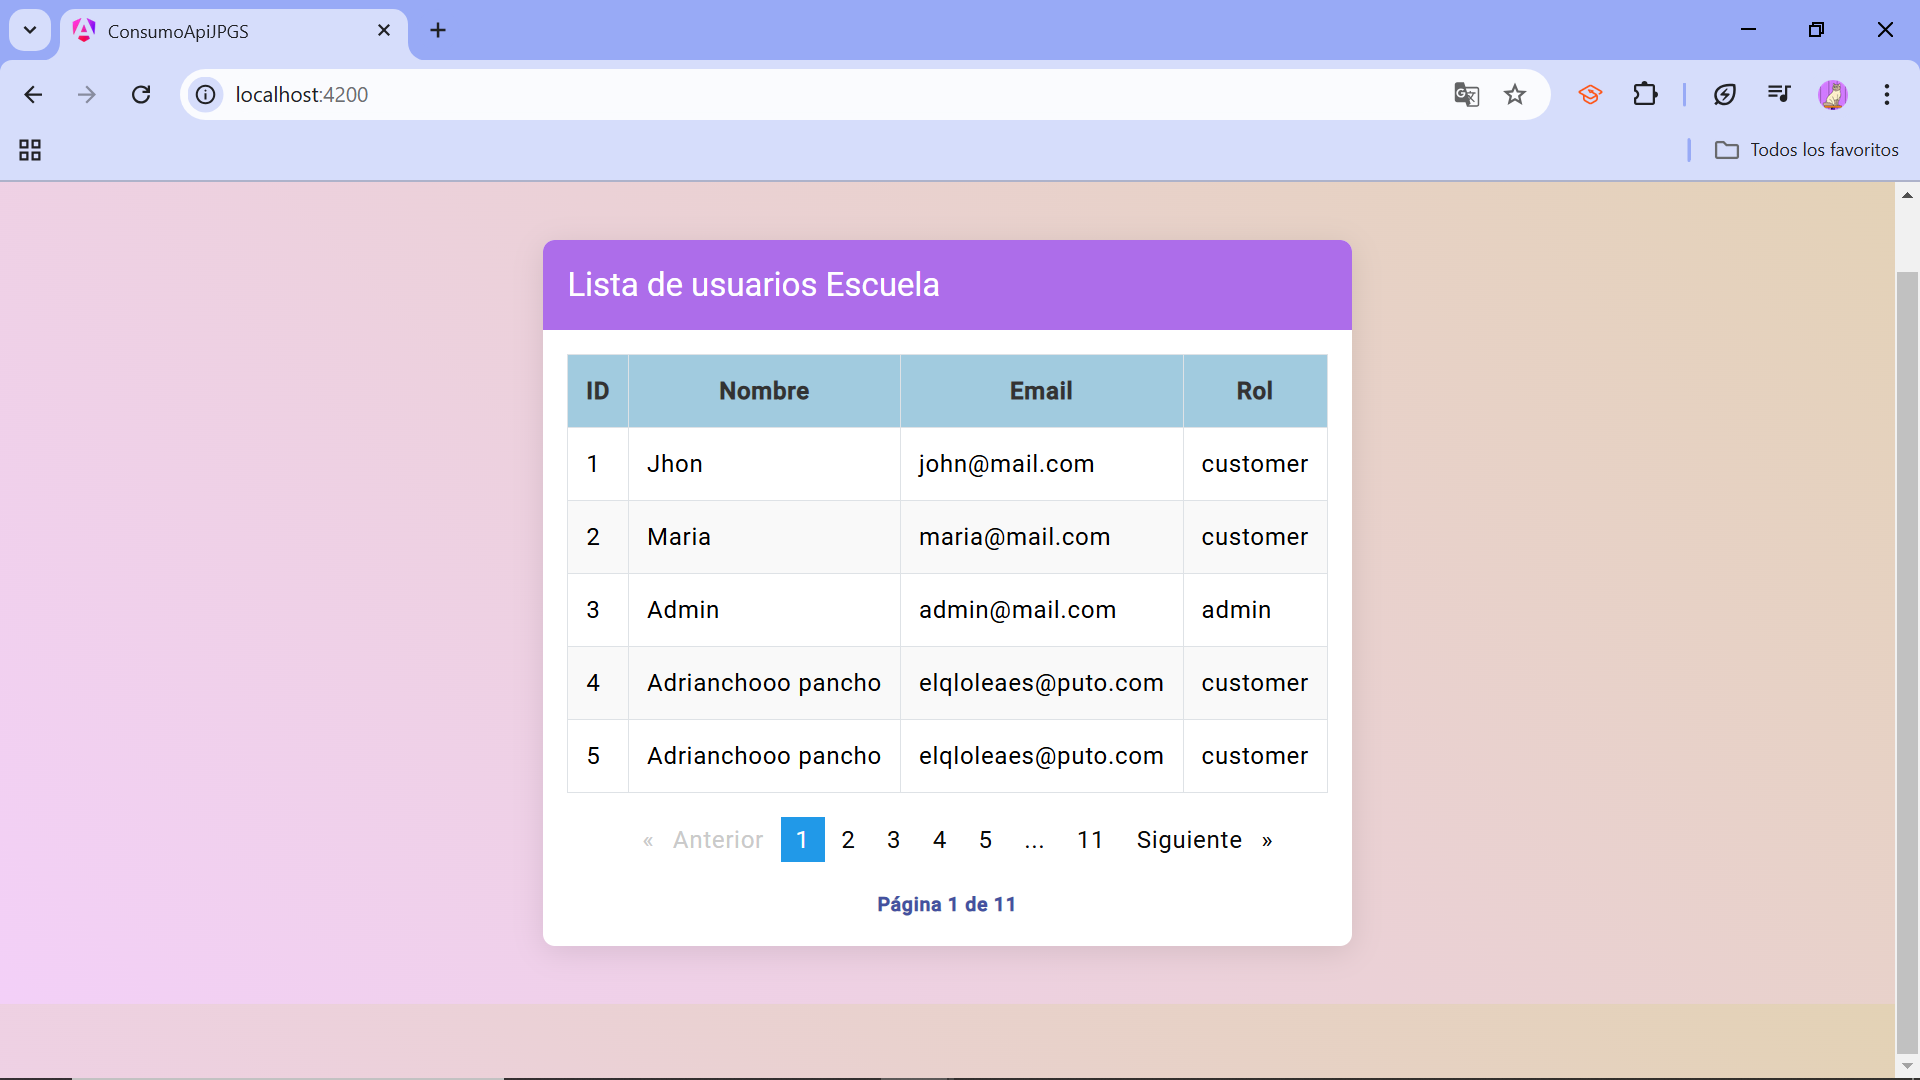 ConsumoApiJPGS
localhost:4200
Todos los favoritos
Lista de usuarios Escuela
ID Nombre Email Rol
1 Jhon john@mail.com customer
2 Maria maria@mail.com customer
3 Admin admin@mail.com admin
4 Adrianchooo pancho elqloleaes@puto.com customer
5 Adrianchooo pancho elqloleaes@puto.com customer
« Anterior 1 2 3 4 5 ... 11 Siguiente »
Página 1 de 11